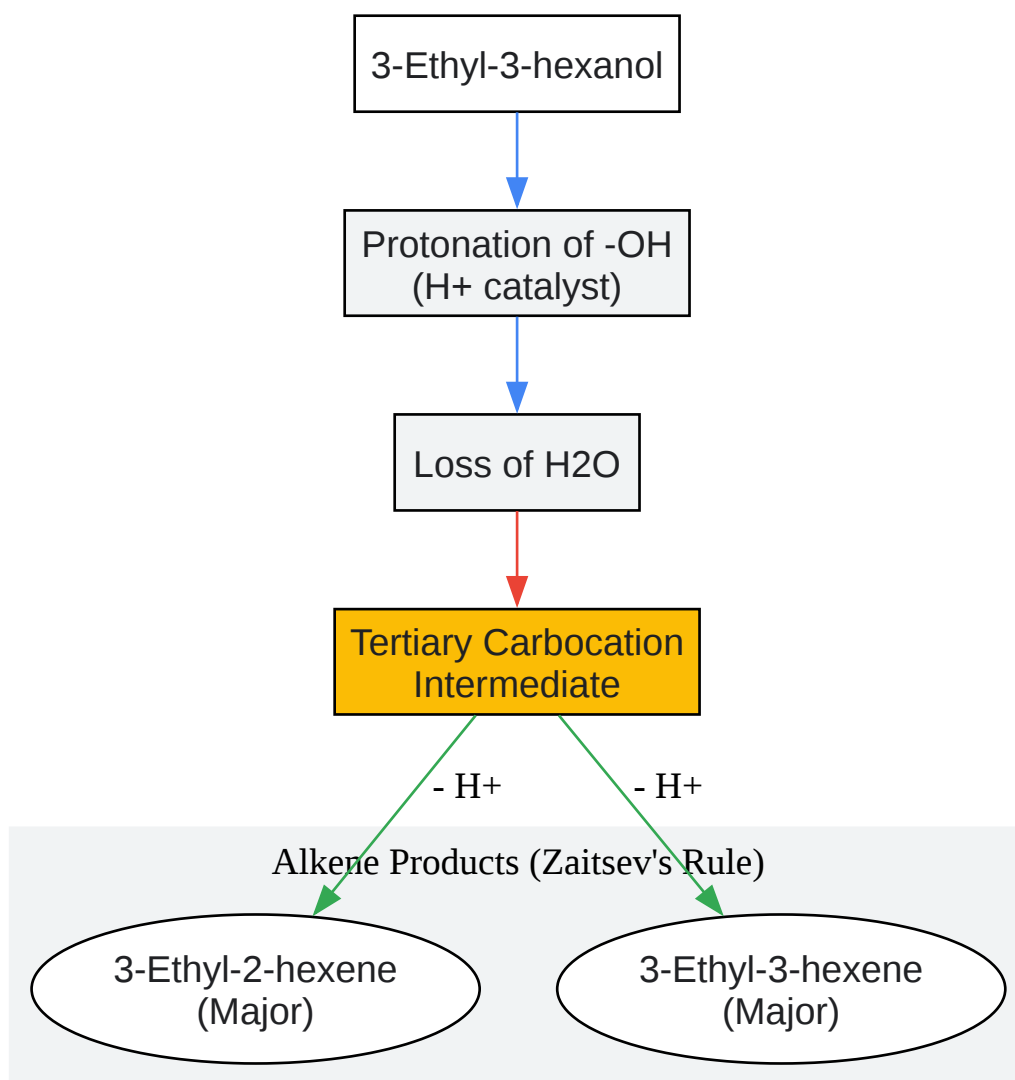 3-Ethyl-3-hexanol
Protonation of -OH
(H+ catalyst)
Loss of H2O
Tertiary Carbocation
Intermediate
- H+
- H+
Alkene Products (Zaitsev's Rule)
3-Ethyl-2-hexene
(Major)
3-Ethyl-3-hexene
(Major)